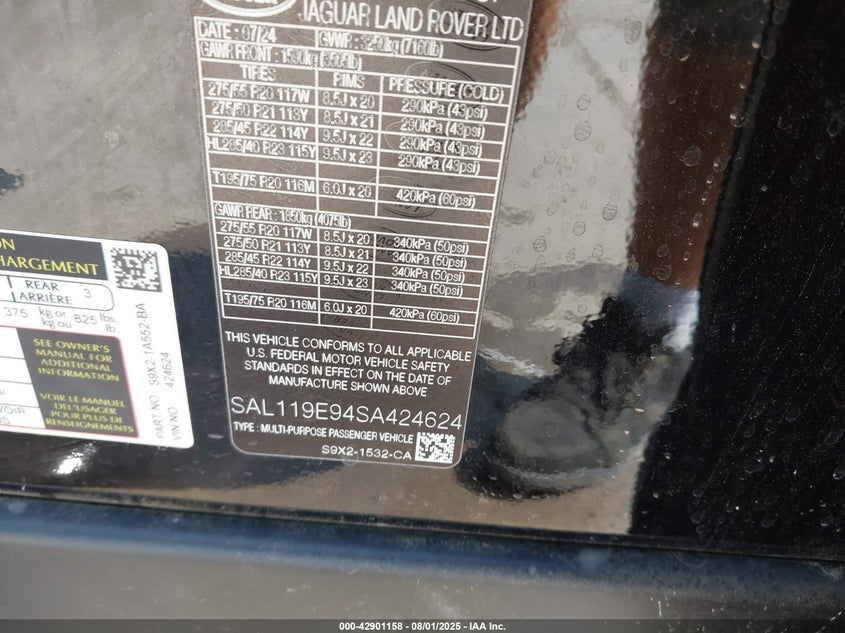 JAGUAR LAND ROVER LTD
DATE : 07/24 GVWR : 3250kg (7160lb)
GAWR FRONT : 1590kg (3505lb)
TIRES RIMS PRESSURE (COLD)
275/55 R20 117W 8.5J x 20 290kPa (43psi)
275/50 R21 113Y 8.5J x 21 290kPa (43psi)
285/45 R22 114Y 9.5J x 22 290kPa (43psi)
HL285/40 R23 115Y 9.5J x 23 290kPa (43psi)
T195/75 R20 116M 6.0J x 20 420kPa (60psi)
GAWR REAR : 1850kg (4075lb)
275/55 R20 117W 8.5J x 20 340kPa (50psi)
275/50 R21 113Y 8.5J x 21 340kPa (50psi)
285/45 R22 114Y 9.5J x 22 340kPa (50psi)
HL285/40 R23 115Y 9.5J x 23 340kPa (50psi)
T195/75 R20 116M 6.0J x 20 420kPa (60psi)
THIS VEHICLE CONFORMS TO ALL APPLICABLE
U.S. FEDERAL MOTOR VEHICLE SAFETY
STANDARDS IN EFFECT ON THE DATE
OF MANUFACTURE SHOWN ABOVE
SAL119E94SA424624
TYPE : MULTI-PURPOSE PASSENGER VEHICLE
S9X2-1532-CA
HARGEMENT
REAR 3
ARRIÈRE
375 kg or 825 lbs.
kg ou lb.
SEE OWNER'S
MANUAL FOR
ADDITIONAL
INFORMATION
VOIR LE MANUEL
DEL'USAGER
POUR PLUS DE
RENSEIGNEMENTS
PART NO. S9X2-1A552-BA
VIN NO. 424624
000-42901158 - 08/01/2025 - IAA Inc.